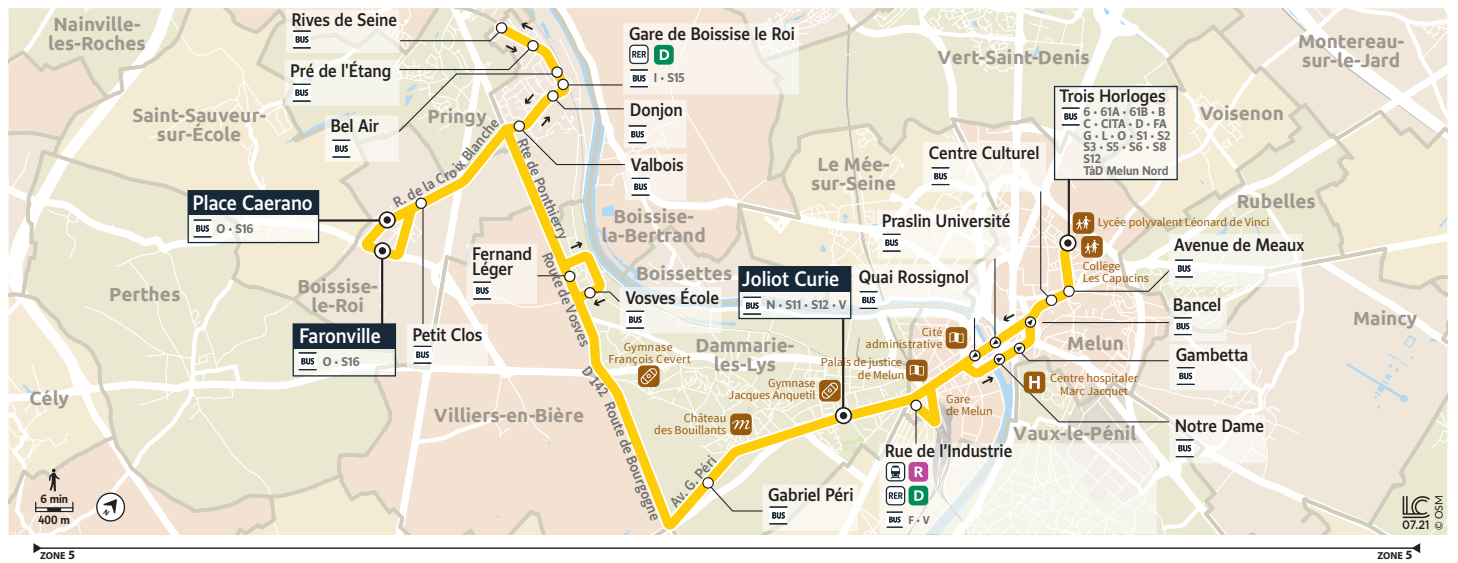 Nainville-
les-Roches
Rives de Seine
BUS
Pré de l'Étang
BUS
Bel Air
BUS
Gare de Boissise le Roi
RER D
BUS I • S15
Donjon
BUS
Valbois
BUS
Saint-Sauveur-
sur-École
Pringy
R. de la Croix Blanche
Rte de Ponthierry
Route de Vosves
D 142 Route de Bourgogne
Av. G. Péri
Place Caerano
BUS O • S16
Faronville
BUS O • S16
Boissise-
le-Roi
Petit Clos
BUS
Fernand
Léger
BUS
Vosves École
BUS
Perthes
Cély
Villiers-en-Bière
Boissise-
la-Bertrand
Boissettes
Dammarie-
les-Lys
Gymnase
François Cevert
Château
des Bouillants
m
Gymnase
Jacques Anquetil
Joliot Curie
BUS N • S11 • S12 • V
Gabriel Péri
BUS
Le Mée-
sur-Seine
Vert-Saint-Denis
Montereau-
sur-le-Jard
Voisenon
Rubelles
Maincy
Melun
Vaux-le-Pénil
Trois Horloges
BUS 6 • 61A • 61B • B
C • CITA • D • FA
G • L • O • S1 • S2
S3 • S5 • S6 • S8
S12
TàD Melun Nord
Centre Culturel
BUS
Praslin Université
BUS
Quai Rossignol
BUS
Lycée polyvalent Léonard de Vinci
Collège
Les Capucins
Avenue de Meaux
BUS
Bancel
BUS
Gambetta
BUS
Notre Dame
BUS
Cité
administrative
Palais de justice
de Melun
H
Centre hospitaler
Marc Jacquet
Gare
de Melun
Rue de l'Industrie
R
RER D
BUS F • V
6 min
400 m
N
LC
07.21
© OSM
ZONE 5
ZONE 5